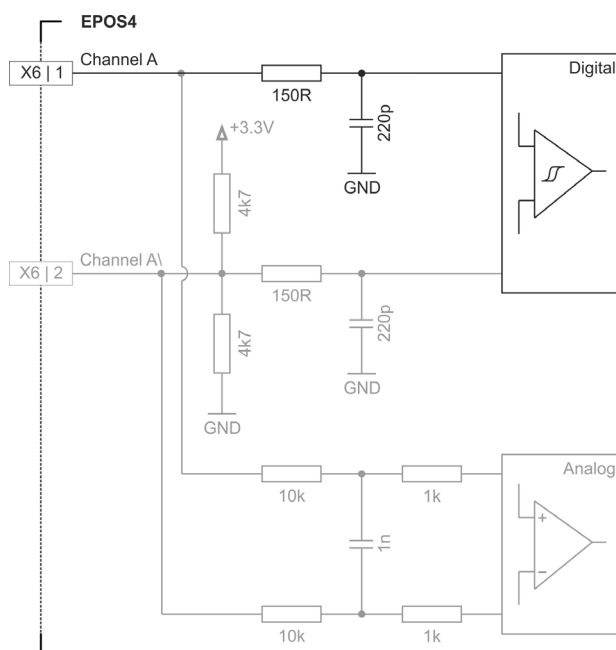 EPOS4
Channel A
X6 | 1
Digital
150R
220p
+3.3V
GND
4k7
Channel A\
X6 | 2
150R
220p
4k7
GND
GND
Analog
10k
1k
+
1n
−
10k
1k